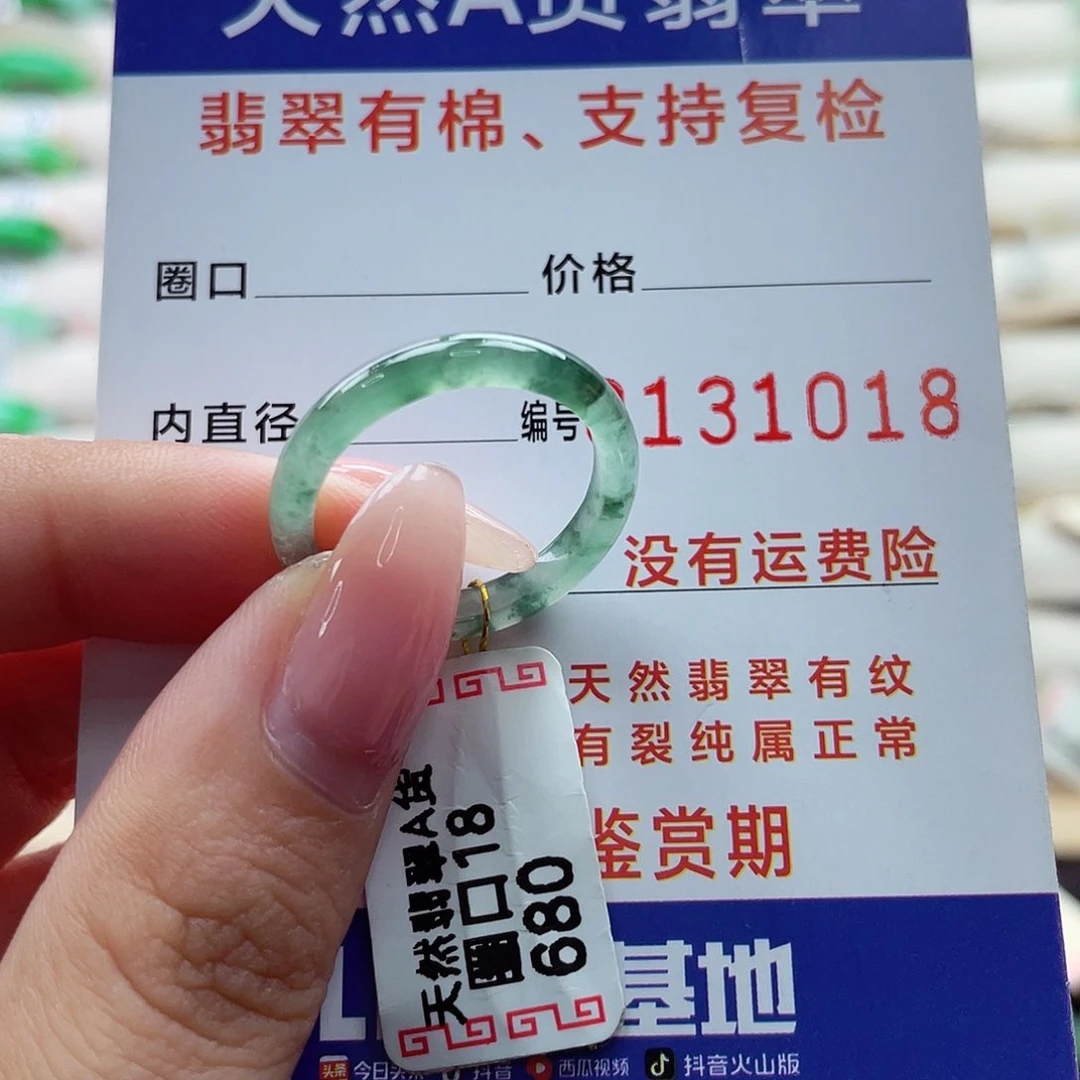 天然A货翡翠
翡翠有棉、支持复检
圈口 价格
内直径 编号 3131018
没有运费险
天然翡翠有纹
有裂纯属正常
鉴赏期
基地
今日头条 抖音 西瓜视频 抖音火山版
天然翡翠A货
圈口18
680